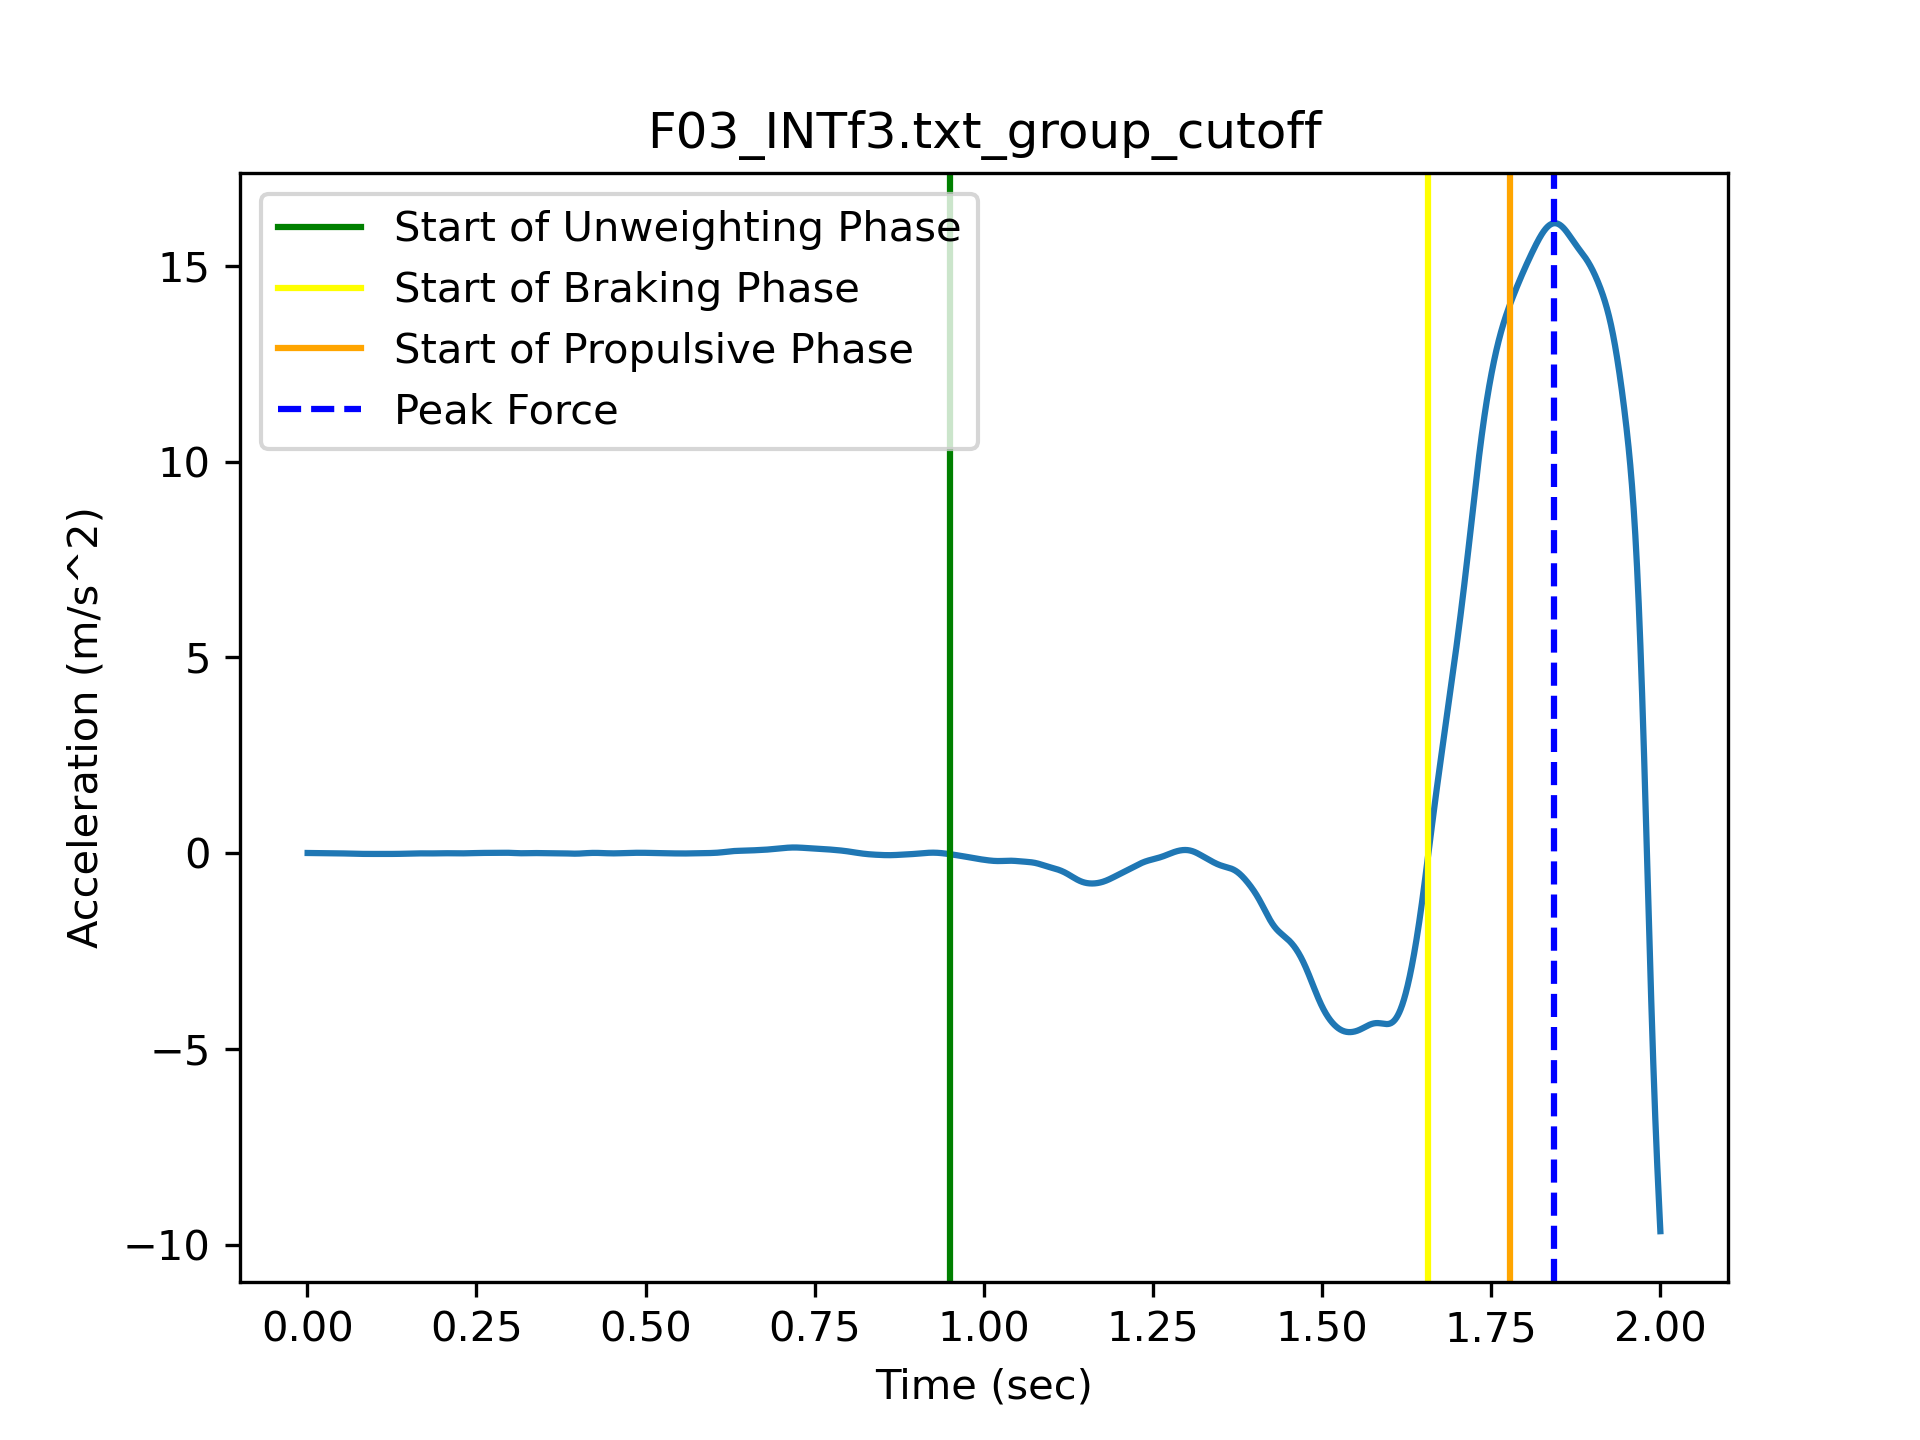 F03_INTf3.txt_group_cutoff
Start of Unweighting Phase
Start of Braking Phase
Start of Propulsive Phase
Peak Force
15
10
5
0
−5
−10
Acceleration (m/s^2)
0.00 0.25 0.50 0.75 1.00 1.25 1.50 1.75 2.00
Time (sec)